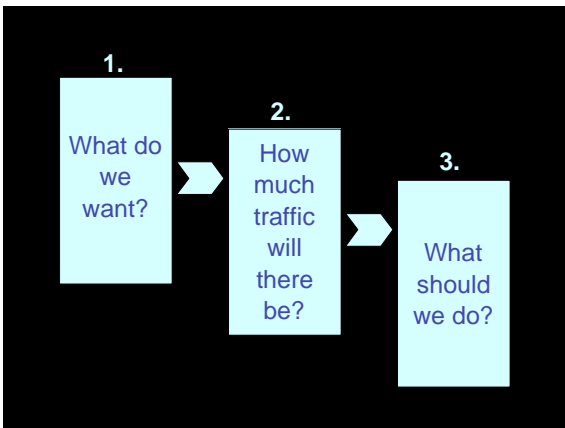 1.
What do
we
want?
2.
How
much
traffic
will
there
be?
3.
What
should
we do?